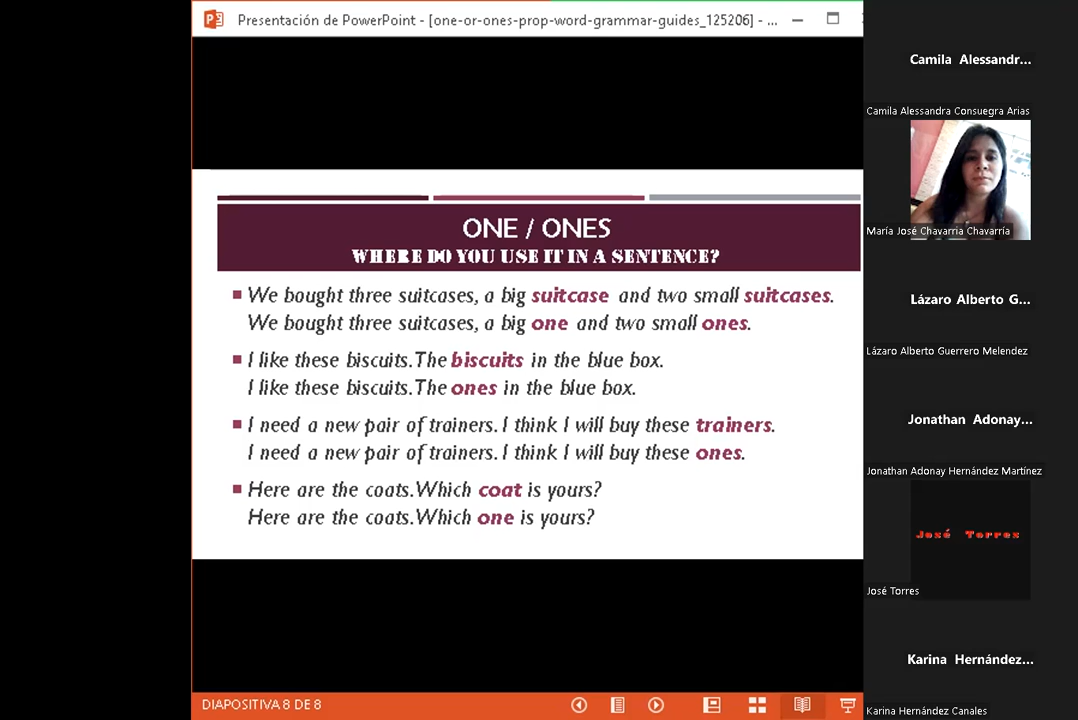 Presentación de PowerPoint - [one-or-ones-prop-word-grammar-guides_125206] - ...
ONE / ONES
WHERE DO YOU USE IT IN A SENTENCE?
We bought three suitcases, a big suitcase and two small suitcases.
We bought three suitcases, a big one and two small ones.
I like these biscuits. The biscuits in the blue box.
I like these biscuits. The ones in the blue box.
I need a new pair of trainers. I think I will buy these trainers.
I need a new pair of trainers. I think I will buy these ones.
Here are the coats. Which coat is yours?
Here are the coats. Which one is yours?
DIAPOSITIVA 8 DE 8
Camila Alessandr...
Camila Alessandra Consuegra Arias
María José Chavarria Chavarría
Lázaro Alberto G...
Lázaro Alberto Guerrero Melendez
Jonathan Adonay...
Jonathan Adonay Hernández Martínez
José Torres
José Torres
Karina Hernández...
Karina Hernández Canales